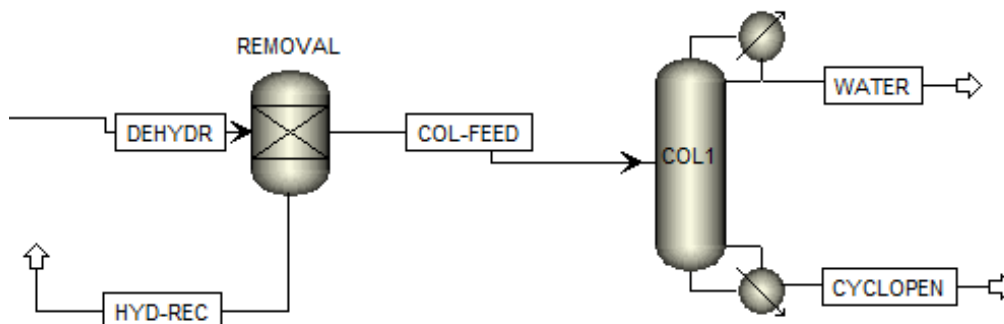 REMOVAL
DEHYDR
COL-FEED
COL1
WATER
HYD-REC
CYCLOPEN